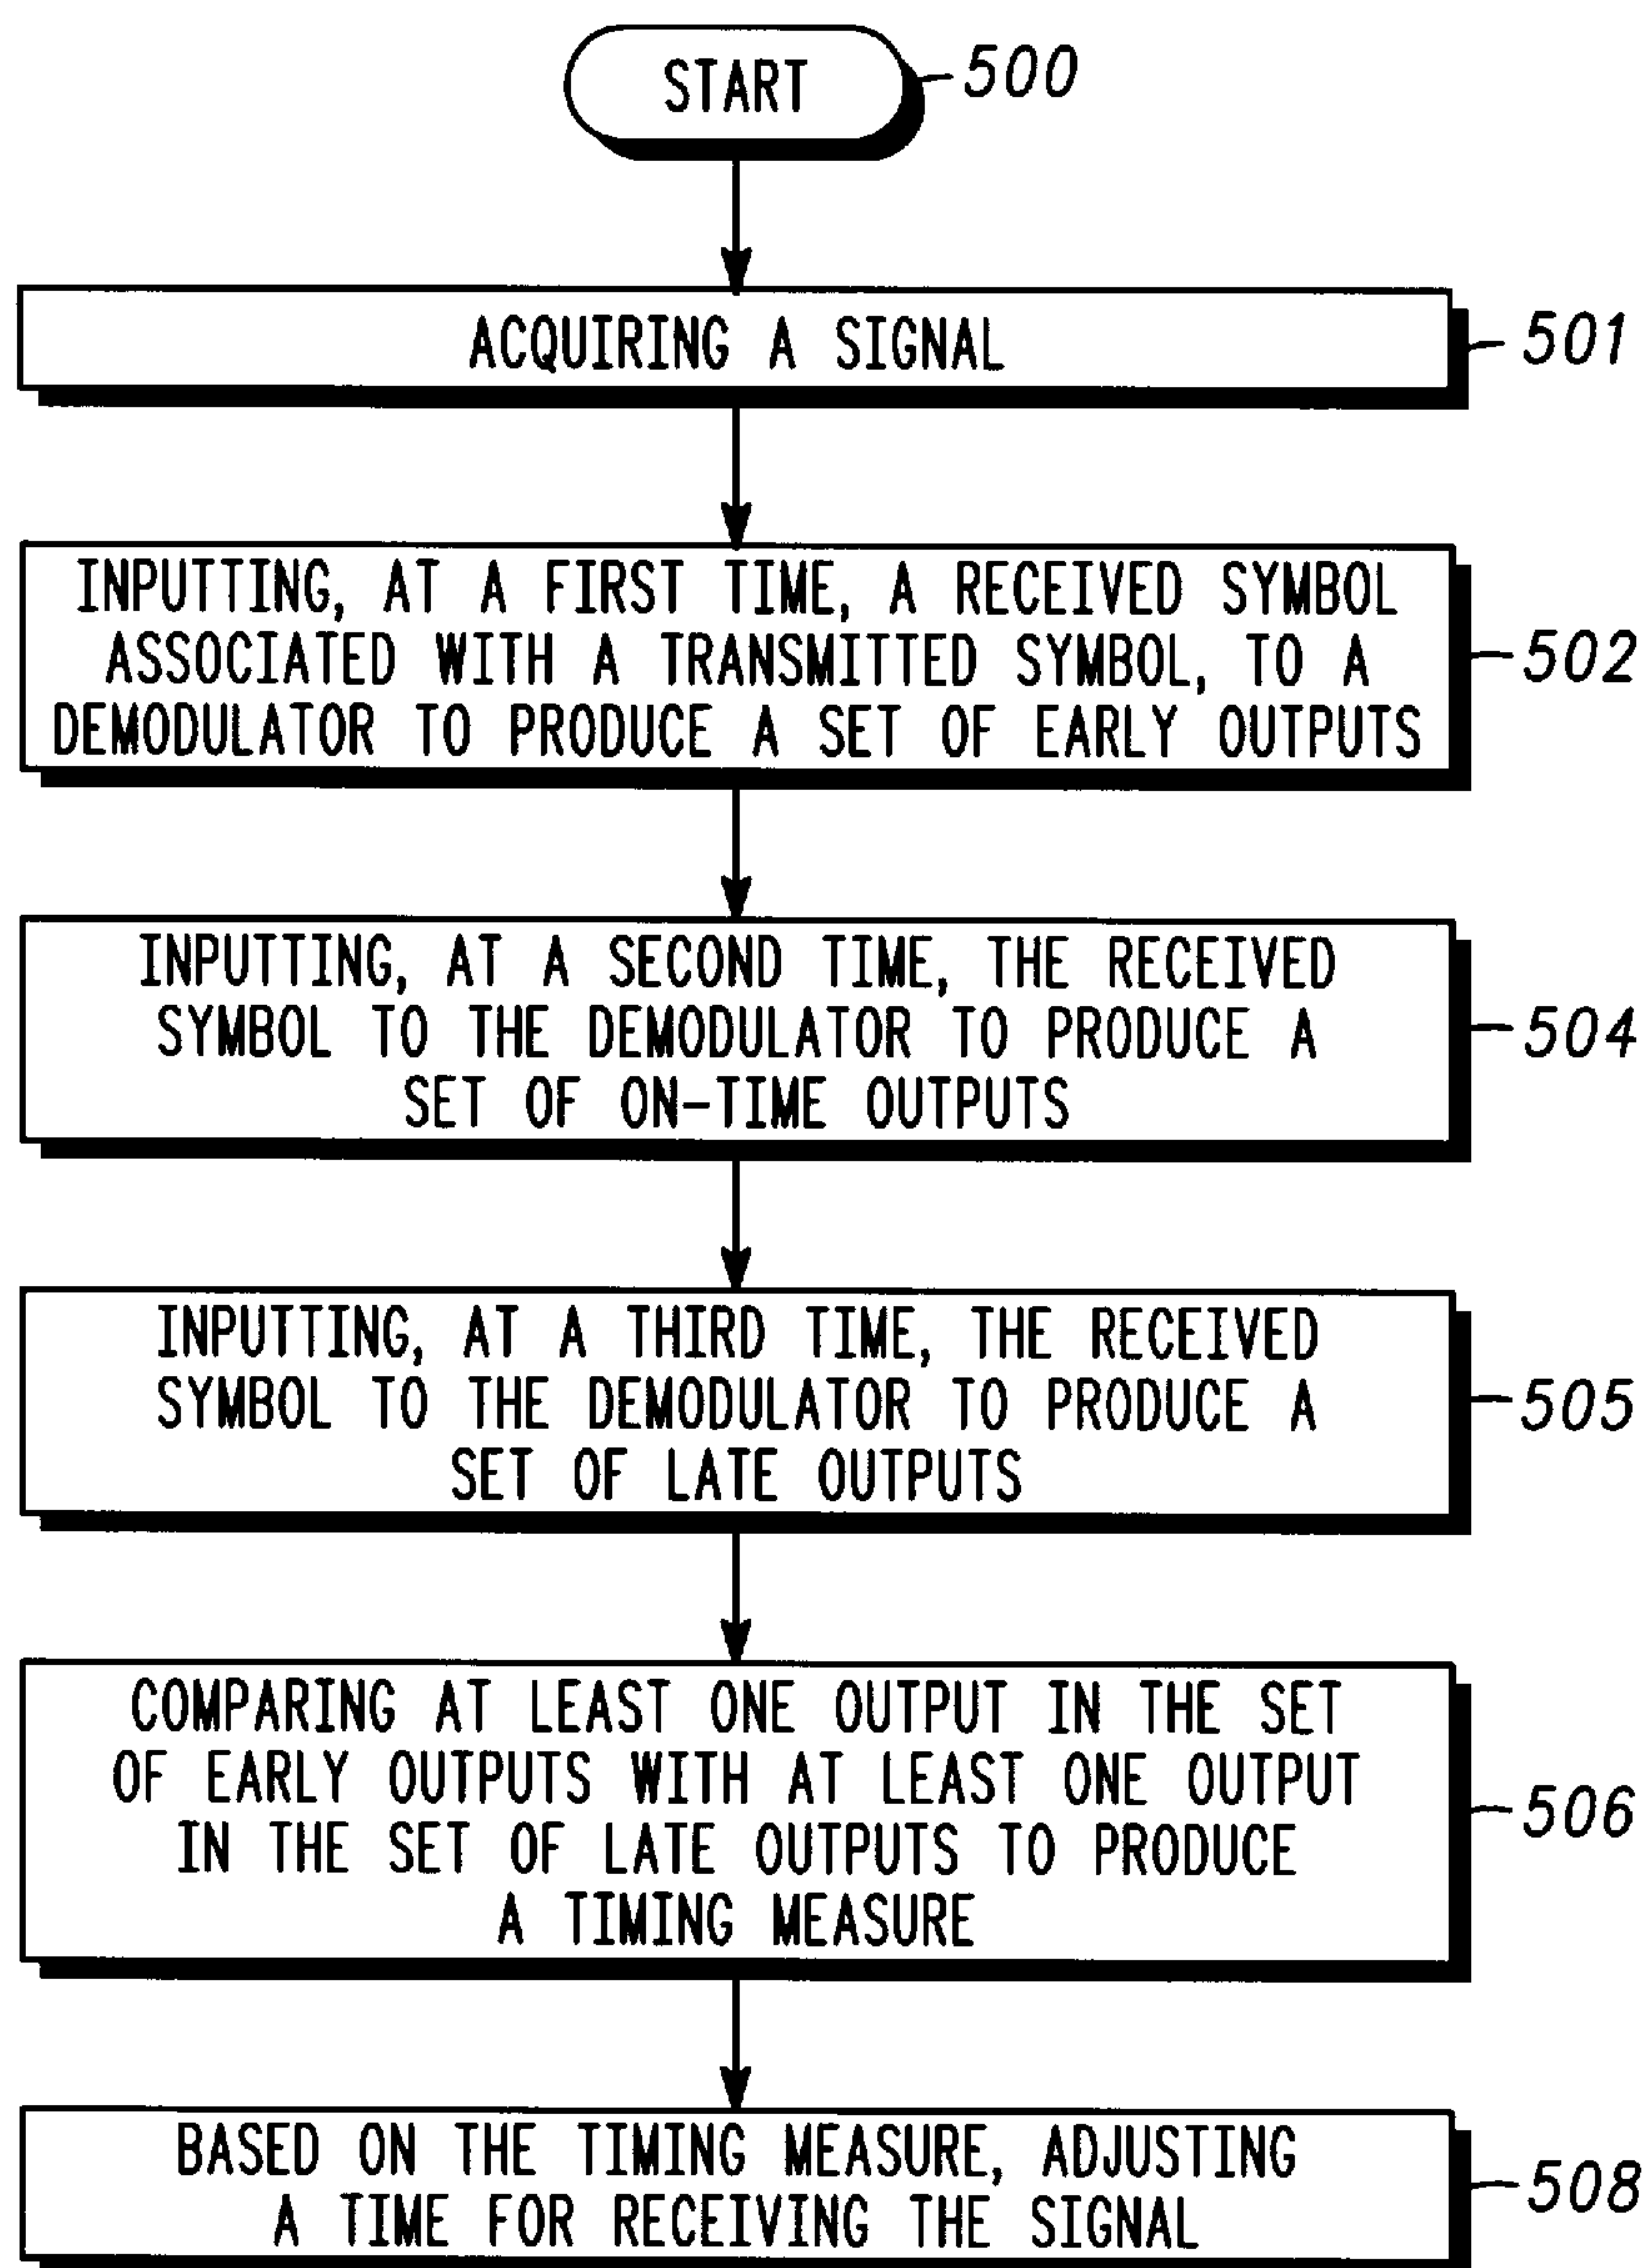 START
500
ACQUIRING A SIGNAL
501
INPUTTING, AT A FIRST TIME, A RECEIVED SYMBOL
ASSOCIATED WITH A TRANSMITTED SYMBOL, TO A
DEMODULATOR TO PRODUCE A SET OF EARLY OUTPUTS
502
INPUTTING, AT A SECOND TIME, THE RECEIVED
SYMBOL TO THE DEMODULATOR TO PRODUCE A
SET OF ON-TIME OUTPUTS
504
INPUTTING, AT A THIRD TIME, THE RECEIVED
SYMBOL TO THE DEMODULATOR TO PRODUCE A
SET OF LATE OUTPUTS
505
COMPARING AT LEAST ONE OUTPUT IN THE SET
OF EARLY OUTPUTS WITH AT LEAST ONE OUTPUT
IN THE SET OF LATE OUTPUTS TO PRODUCE
A TIMING MEASURE
506
BASED ON THE TIMING MEASURE, ADJUSTING
A TIME FOR RECEIVING THE SIGNAL
508